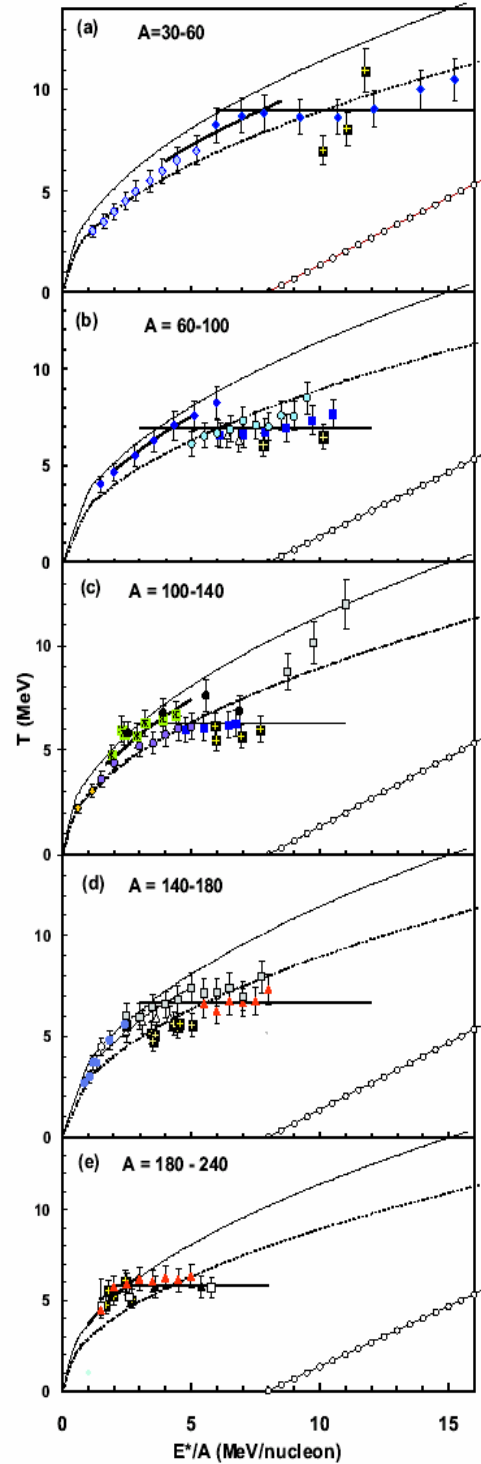 (a) A=30-60
10
5
0
(b) A = 60-100
10
5
0
(c) A = 100-140
10
5
0
T (MeV)
(d) A = 140-180
10
5
0
(e) A = 180 - 240
10
5
0
0 5 10 15
E*/A (MeV/nucleon)